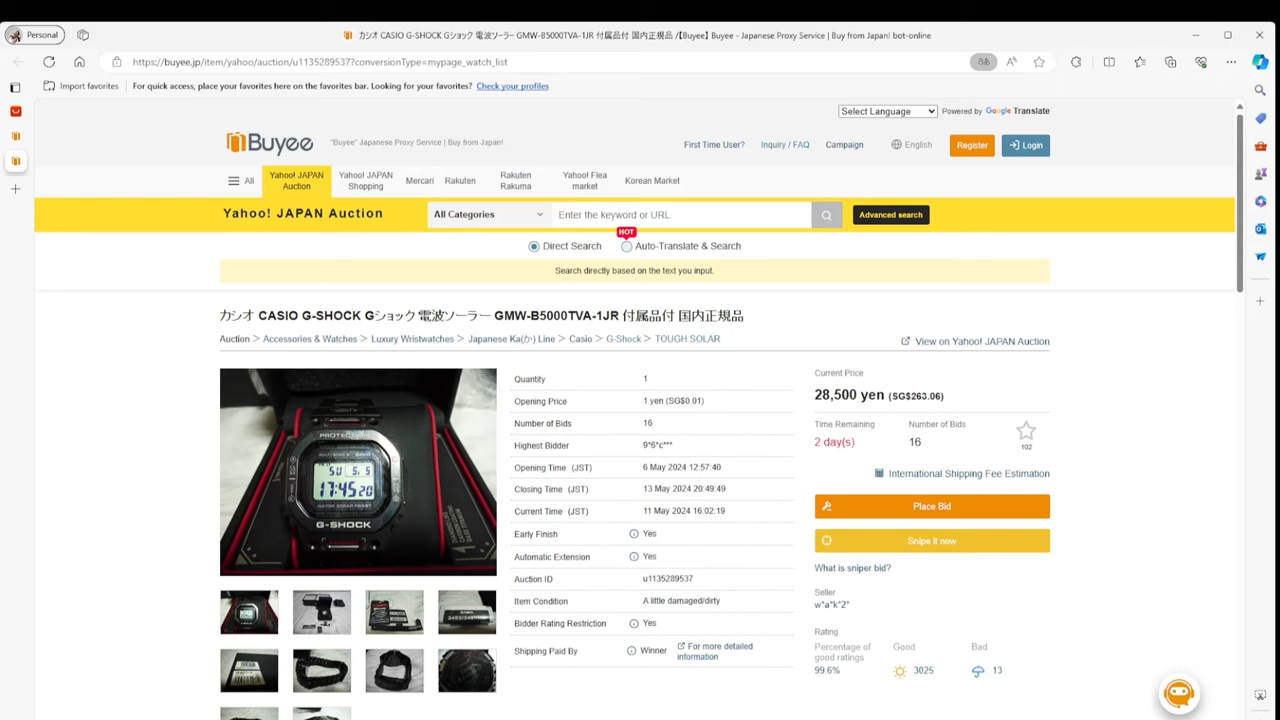 Personal
カシオ CASIO G-SHOCK Gショック 電波ソーラー GMW-B5000TVA-1JR 付属品付 国内正規品 /【Buyee】 Buyee - Japanese Proxy Service | Buy from Japan! bot-online
https://buyee.jp/item/yahoo/auction/u1135289537?conversionType=mypage_watch_list
Import favorites
For quick access, place your favorites here on the favorites bar. Looking for your favorites? Check your profiles
Select Language
Powered by Google Translate
Buyee
"Buyee" Japanese Proxy Service | Buy from Japan!
First Time User?
Inquiry / FAQ
Campaign
English
Register
Login
All
Yahoo! JAPAN Auction
Yahoo! JAPAN Shopping
Mercari
Rakuten
Rakuten Rakuma
Yahoo! Flea market
Korean Market
Yahoo! JAPAN Auction
All Categories
Enter the keyword or URL
Advanced search
HOT
Direct Search
Auto-Translate & Search
Search directly based on the text you input.
カシオ CASIO G-SHOCK Gショック 電波ソーラー GMW-B5000TVA-1JR 付属品付 国内正規品
Auction > Accessories & Watches > Luxury Wristwatches > Japanese Ka(か) Line > Casio > G-Shock > TOUGH SOLAR
View on Yahoo! JAPAN Auction
PROTECTION
SU 5. 5
17:45 20
WATER 20BAR RESIST
G-SHOCK
Quantity 1
Opening Price 1 yen (SG$0.01)
Number of Bids 16
Highest Bidder 9*6*c***
Opening Time (JST) 6 May 2024 12:57:40
Closing Time (JST) 13 May 2024 20:49:49
Current Time (JST) 11 May 2024 16:02:19
Early Finish Yes
Automatic Extension Yes
Auction ID u1135289537
Item Condition A little damaged/dirty
Bidder Rating Restriction Yes
Shipping Paid By Winner For more detailed information
Current Price
28,500 yen (SG$263.06)
Time Remaining
2 day(s)
Number of Bids
16
102
International Shipping Fee Estimation
Place Bid
Snipe it now
What is sniper bid?
Seller
w*a*k*2*
Rating
Percentage of good ratings
99.6%
Good
3025
Bad
13